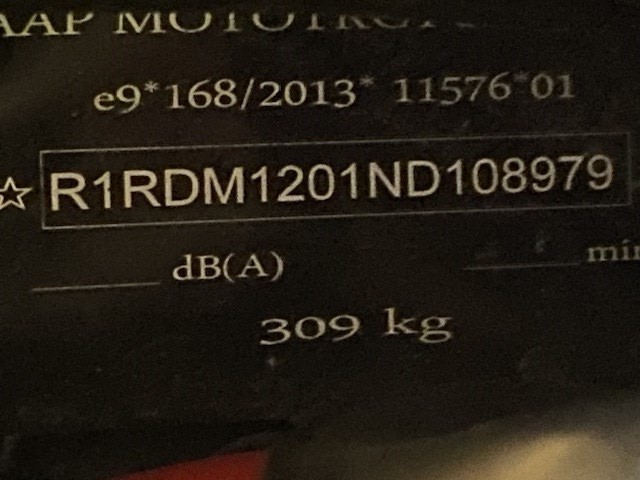 e9*168/2013* 11576*01
☆ R1RDM1201ND108979
dB(A)
309 kg